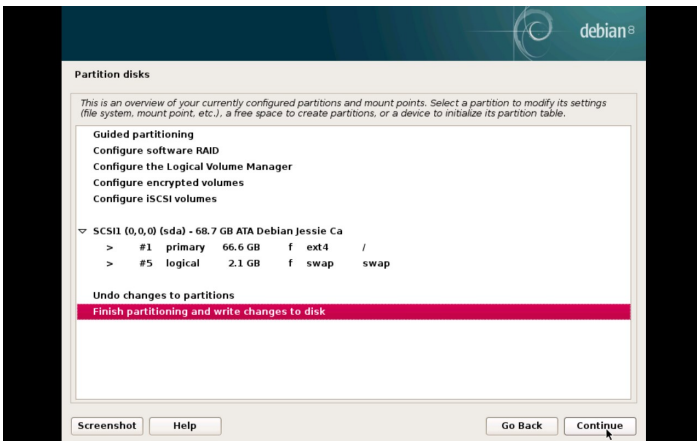 debian 8
Partition disks
This is an overview of your currently configured partitions and mount points. Select a partition to modify its settings
(file system, mount point, etc.), a free space to create partitions, or a device to initialize its partition table.
Guided partitioning
Configure software RAID
Configure the Logical Volume Manager
Configure encrypted volumes
Configure iSCSI volumes
SCSI1 (0,0,0) (sda) - 68.7 GB ATA Debian Jessie Ca
> #1 primary 66.6 GB f ext4 /
> #5 logical 2.1 GB f swap swap
Undo changes to partitions
Finish partitioning and write changes to disk
Screenshot Help Go Back Continue